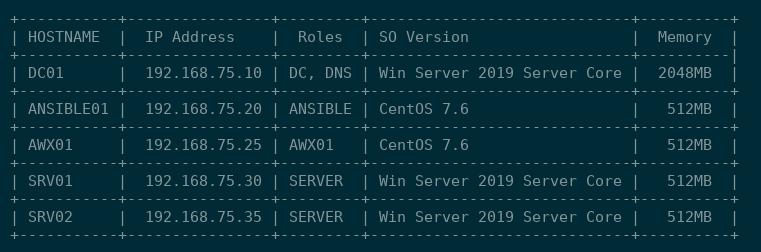 +-----------+----------------+---------+-----------------------------+----------+
| HOSTNAME  |  IP Address    |  Roles  | SO Version                  |  Memory  |
+-----------+----------------+---------+-----------------------------+----------|
| DC01      |  192.168.75.10 | DC, DNS | Win Server 2019 Server Core |  2048MB  |
+-----------+----------------+---------+-----------------------------+----------+
| ANSIBLE01 |  192.168.75.20 | ANSIBLE | CentOS 7.6                  |   512MB  |
+-----------+----------------+---------+-----------------------------+----------+
| AWX01     |  192.168.75.25 | AWX01   | CentOS 7.6                  |   512MB  |
+-----------+----------------+---------+-----------------------------+----------+
| SRV01     |  192.168.75.30 | SERVER  | Win Server 2019 Server Core |   512MB  |
+-----------+----------------+---------+-----------------------------+----------+
| SRV02     |  192.168.75.35 | SERVER  | Win Server 2019 Server Core |   512MB  |
+-----------+----------------+---------+-----------------------------+----------+